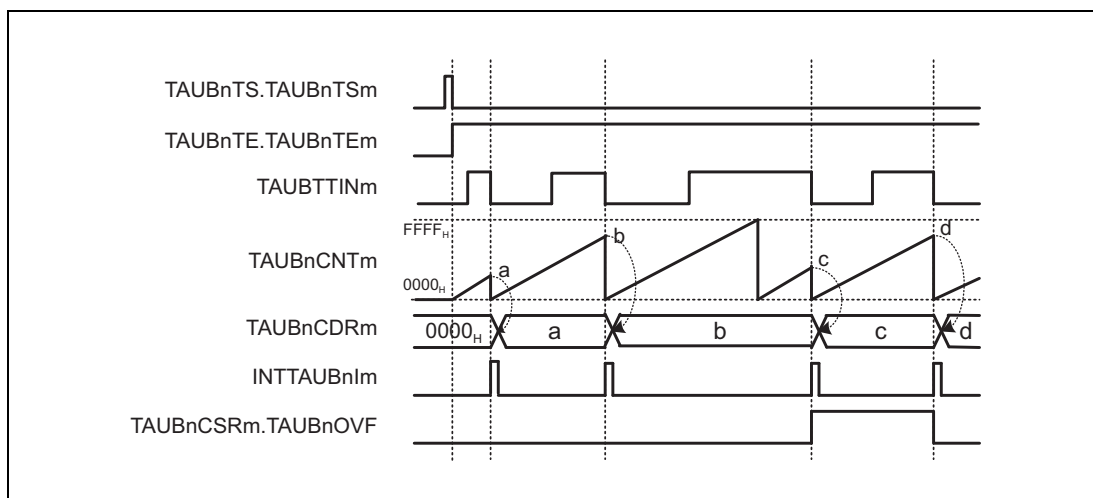 TAUBnTS.TAUBnTSm
TAUBnTE.TAUBnTEm
TAUBTTINm
FFFFH
TAUBnCNTm
0000H
a
b
c
d
TAUBnCDRm
0000H
a
b
c
d
INTTAUBnIm
TAUBnCSRm.TAUBnOVF